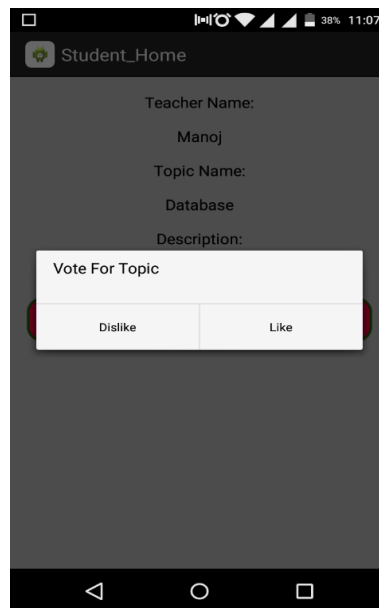 38% 11:07
Student_Home
Teacher Name:
Manoj
Topic Name:
Database
Description:
Vote For Topic
Dislike Like